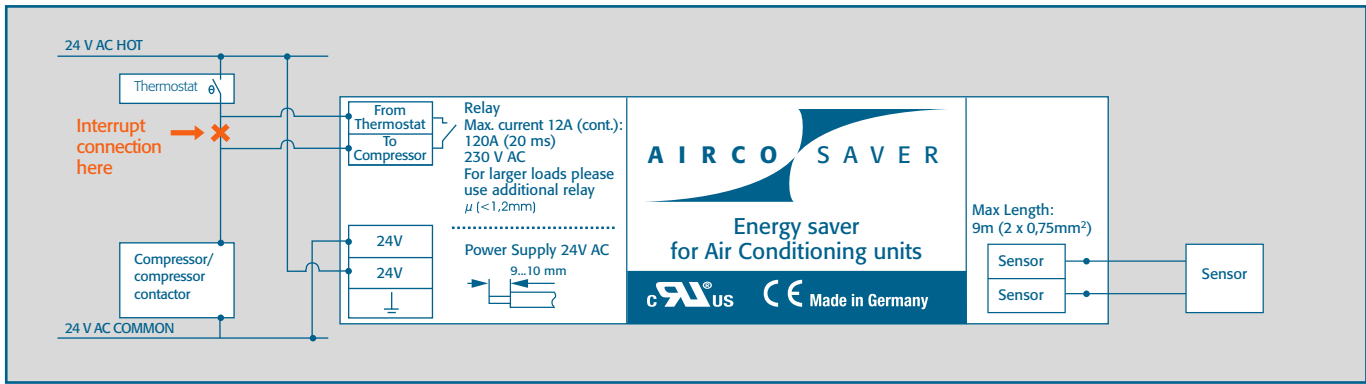 24 V AC HOT
Thermostat θ
Interrupt
connection
here
24 V AC COMMON
Compressor/
compressor
contactor
From
Thermostat
To
Compressor
24V
24V
Relay
Max. current 12A (cont.):
120A (20 ms)
230 V AC
For larger loads please
use additional relay
μ (<1,2mm)
Power Supply 24V AC
9...10 mm
AIRCO SAVER
Energy saver
for Air Conditioning units
c RU® US CE Made in Germany
Max Length:
9m (2 x 0,75mm²)
Sensor
Sensor
Sensor